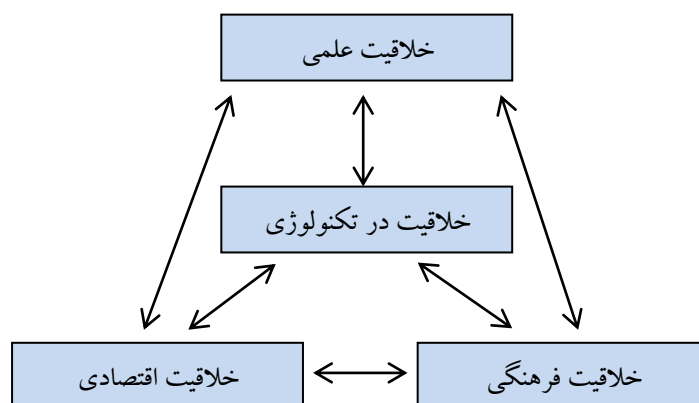 خلاقیت علمی
خلاقیت در تکنولوژی
خلاقیت فرهنگی
خلاقیت اقتصادی